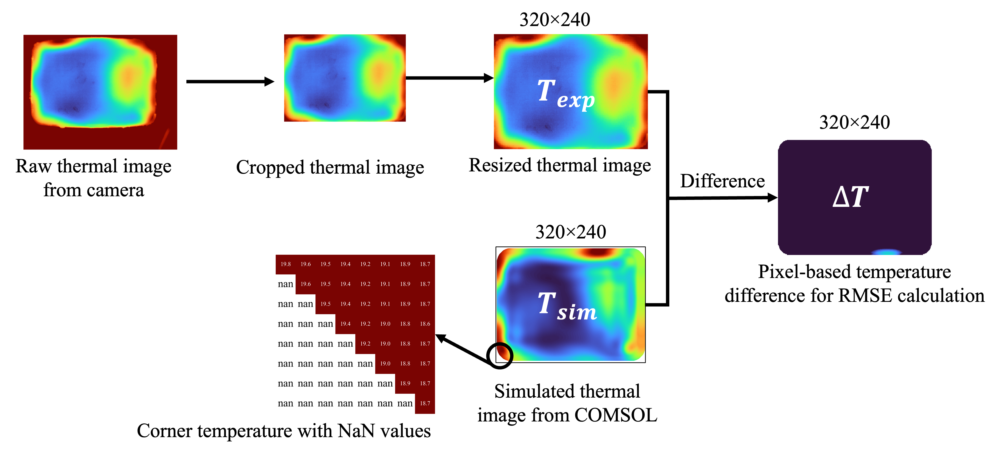 320×240
T exp
Raw thermal image
from camera
Cropped thermal image
Resized thermal image
Difference
320×240
ΔT
Pixel-based temperature
difference for RMSE calculation
320×240
T sim
Simulated thermal
image from COMSOL
19.8 19.6 19.5 19.4 19.2 19.1 18.9 18.7
nan 19.6 19.5 19.4 19.2 19.1 18.9 18.7
nan nan 19.5 19.4 19.2 19.1 18.9 18.7
nan nan nan 19.4 19.2 19.0 18.8 18.6
nan nan nan nan 19.2 19.0 18.8 18.7
nan nan nan nan nan 19.0 18.8 18.7
nan nan nan nan nan nan 18.9 18.7
nan nan nan nan nan nan nan 18.7
Corner temperature with NaN values